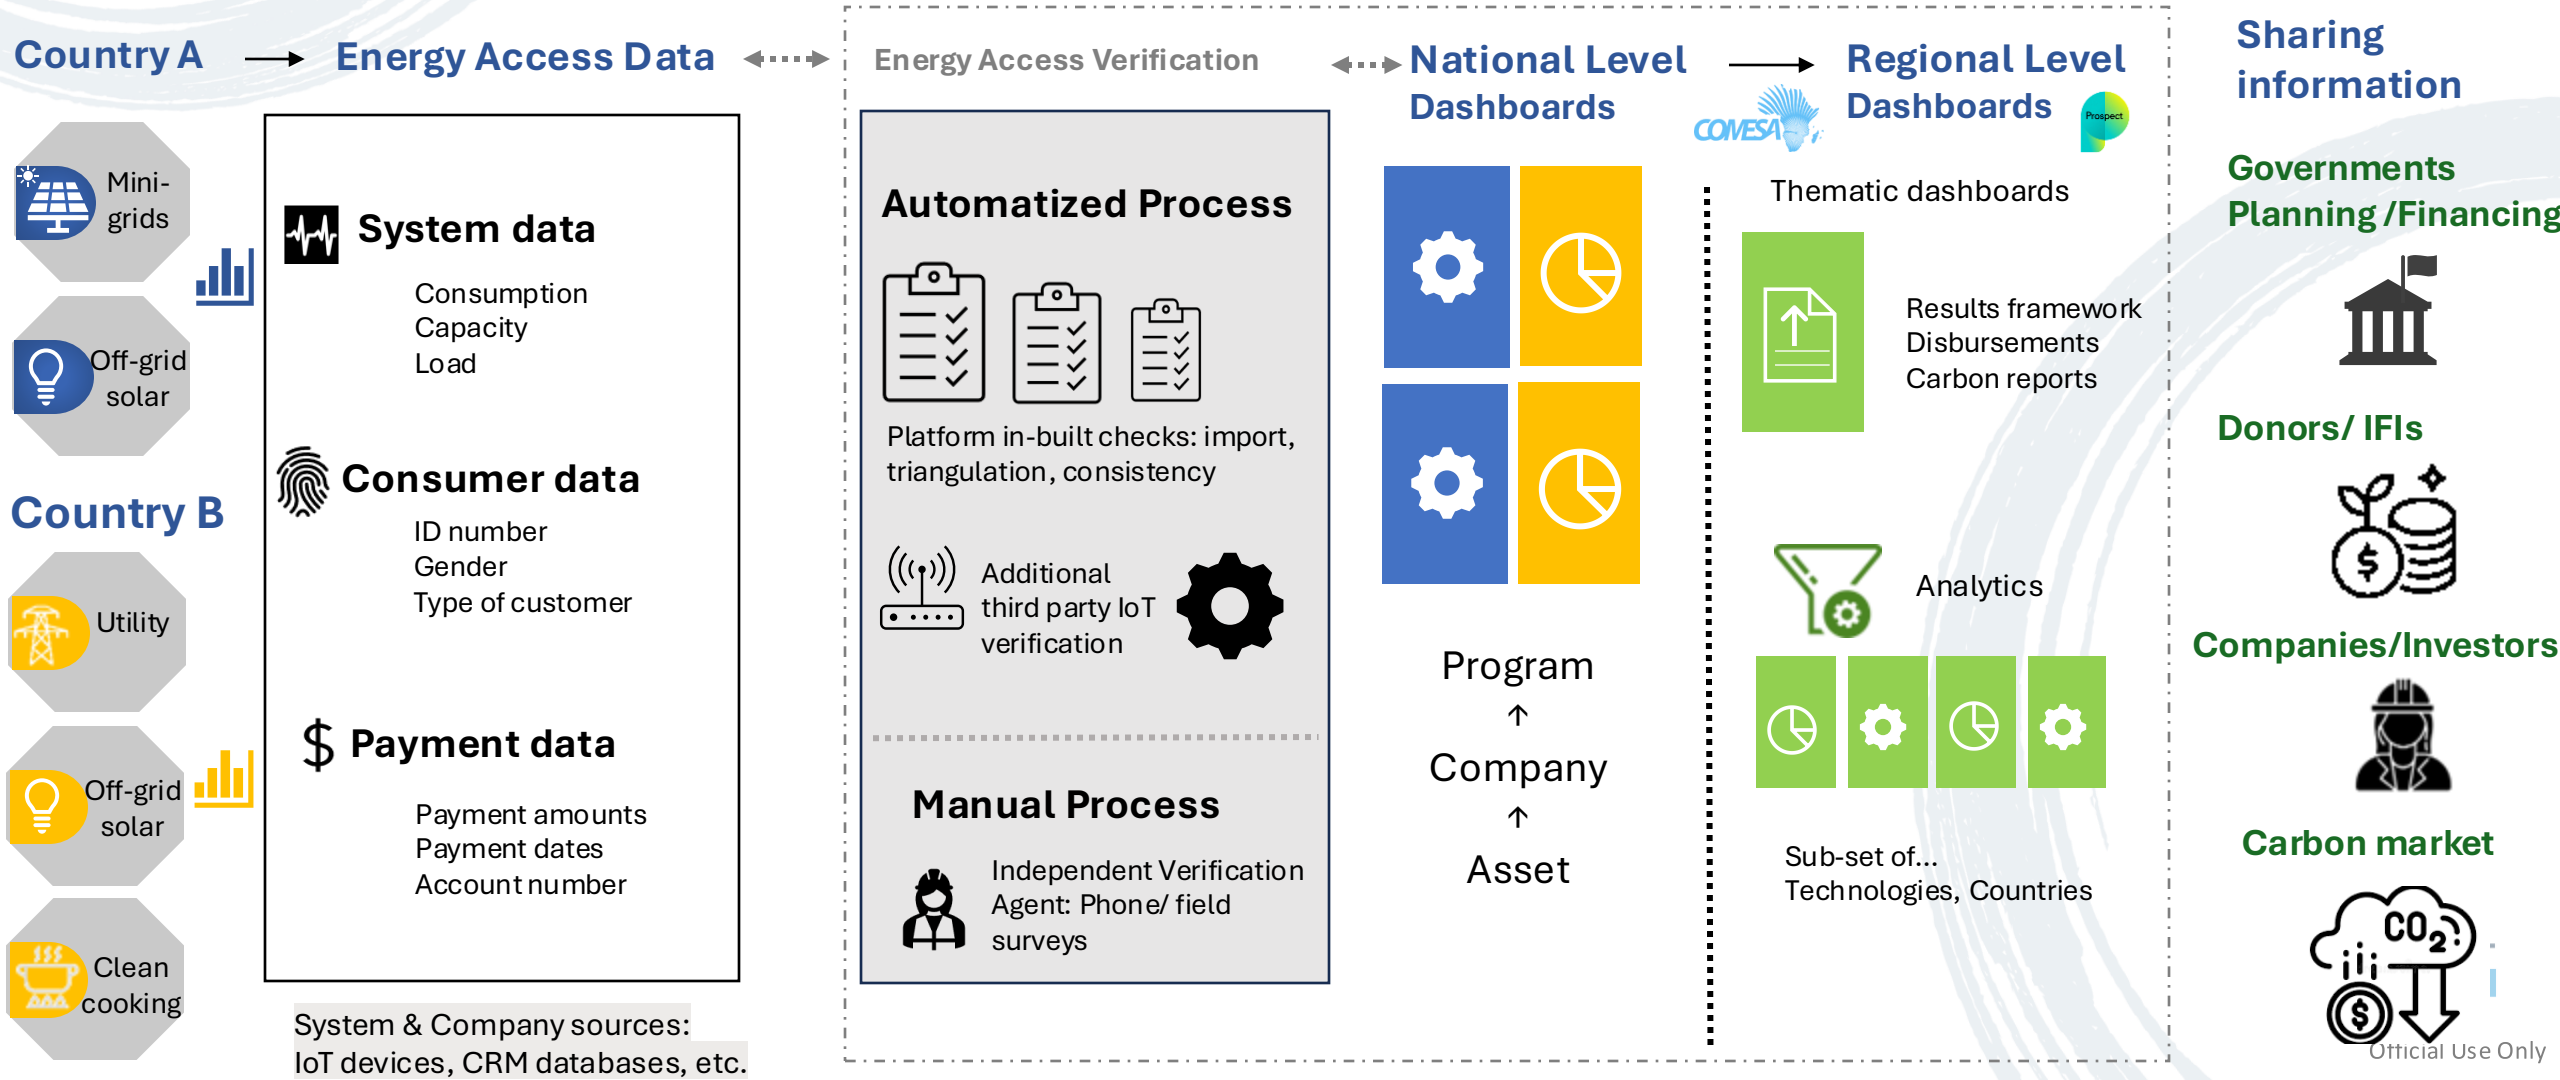 Country A
Energy Access Data
Energy Access Verification
National Level
Dashboards
Regional Level
Dashboards
COMESA
Prospect
Sharing
information
Mini-
grids
Off-grid
solar
Country B
Utility
Off-grid
solar
Clean
cooking
System data
Consumption
Capacity
Load
Consumer data
ID number
Gender
Type of customer
$ Payment data
Payment amounts
Payment dates
Account number
System & Company sources:
IoT devices, CRM databases, etc.
Automatized Process
Platform in-built checks: import,
triangulation, consistency
Additional
third party IoT
verification
Manual Process
Independent Verification
Agent: Phone/ field
surveys
Program
Company
Asset
Thematic dashboards
Results framework
Disbursements
Carbon reports
Analytics
Sub-set of...
Technologies, Countries
Governments
Planning /Financing
Donors/ IFIs
$
Companies/Investors
Carbon market
CO2
$
Official Use Only